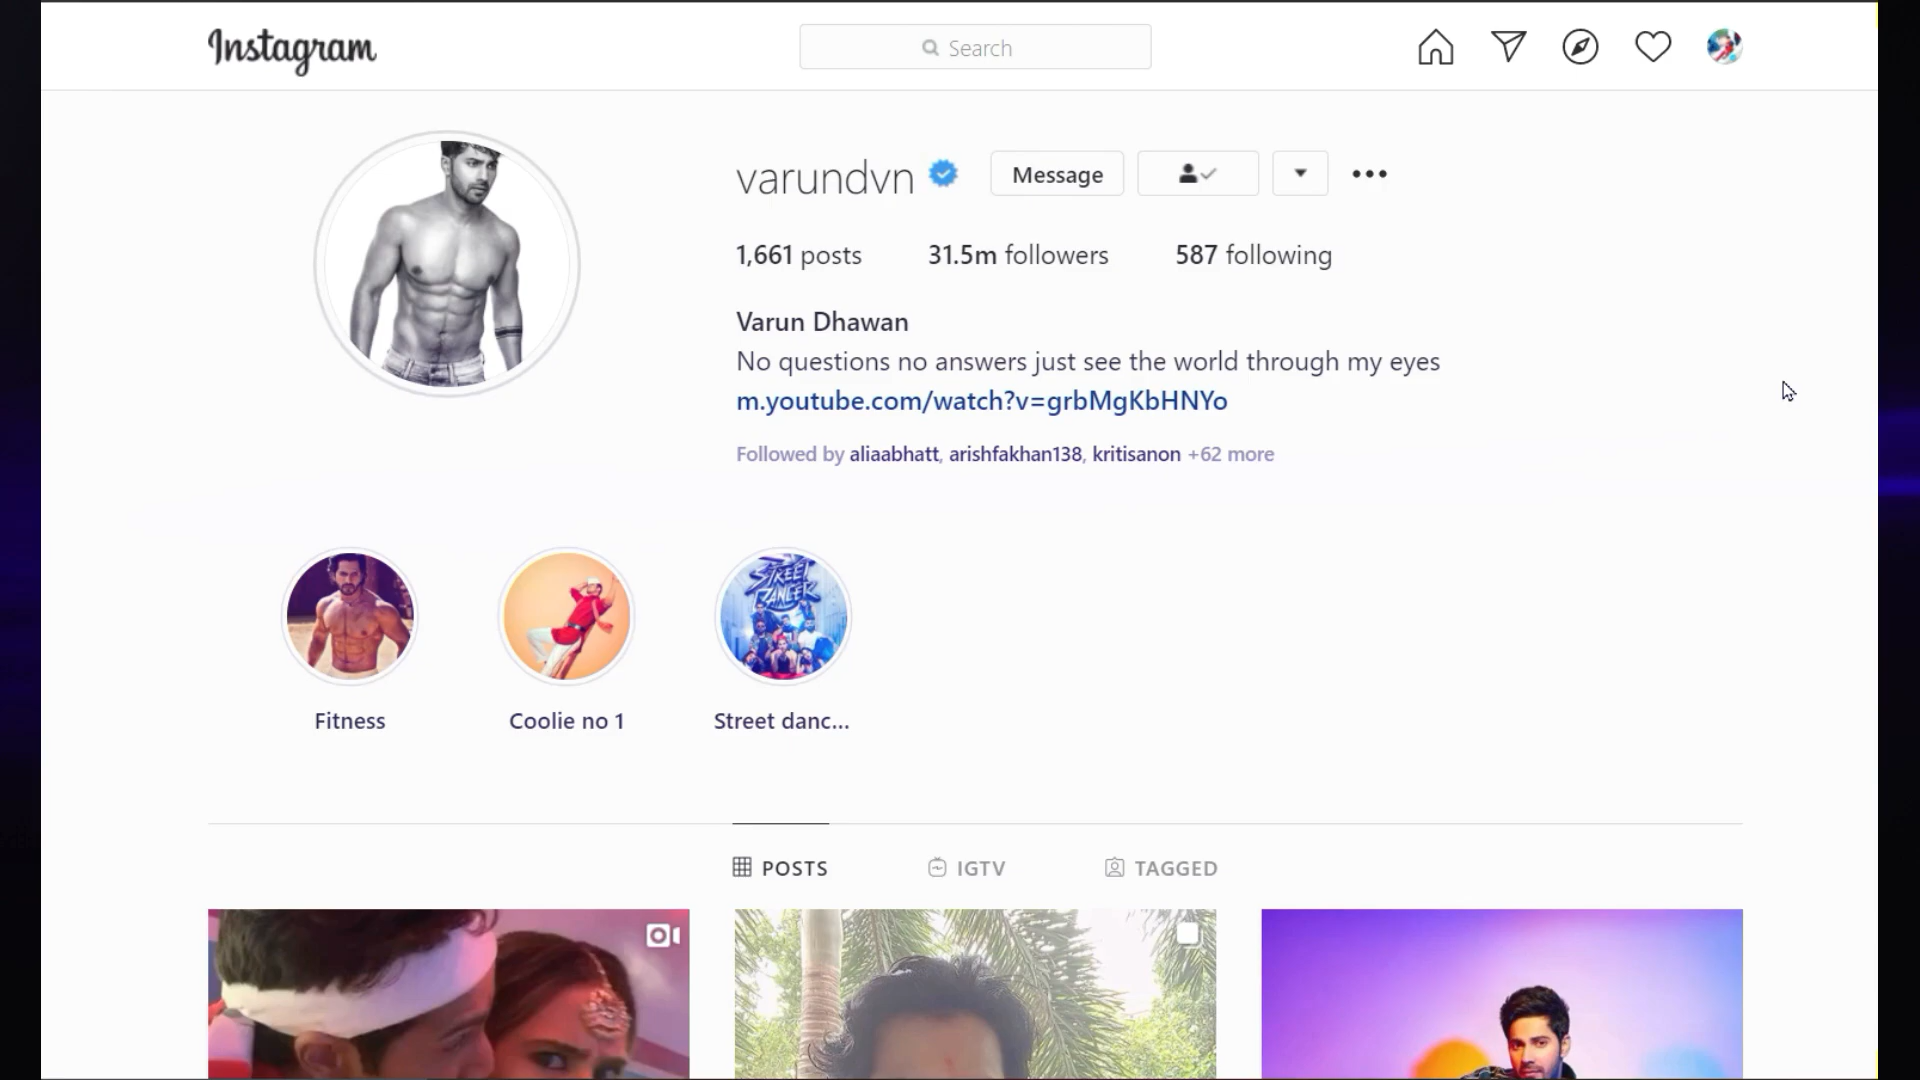 Instagram
Search
varundvn
Message
1,661 posts 31.5m followers 587 following
Varun Dhawan
No questions no answers just see the world through my eyes
m.youtube.com/watch?v=grbMgKbHNYo
Followed by aliaabhatt, arishfakhan138, kritisanon +62 more
STREET DANCER
Fitness Coolie no 1 Street danc...
POSTS IGTV TAGGED